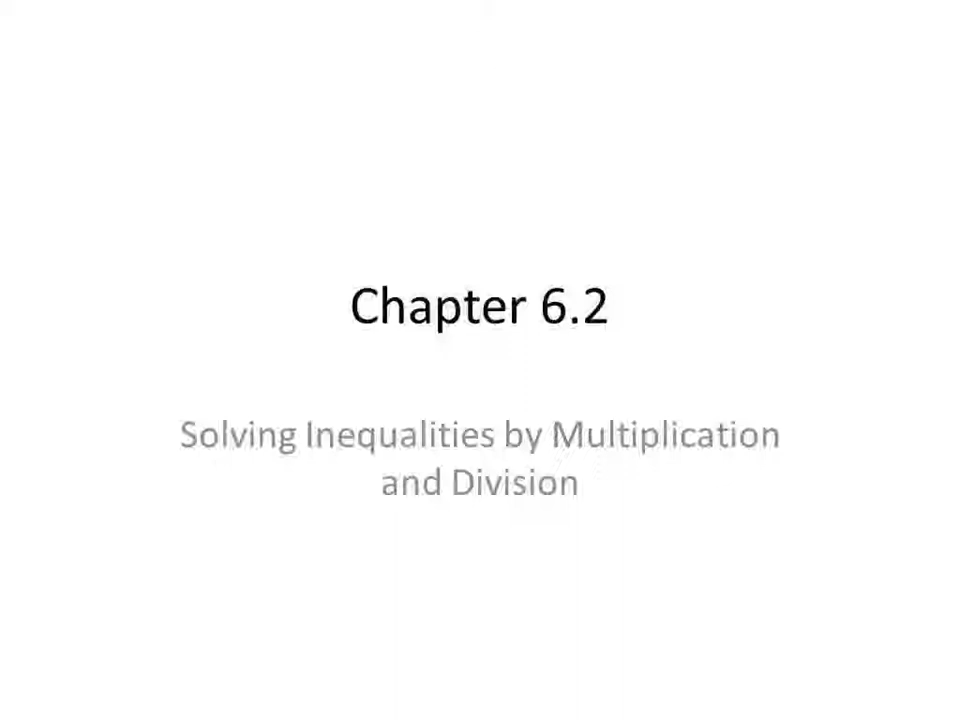 Chapter 6.2
Solving Inequalities by Multiplication
and Division